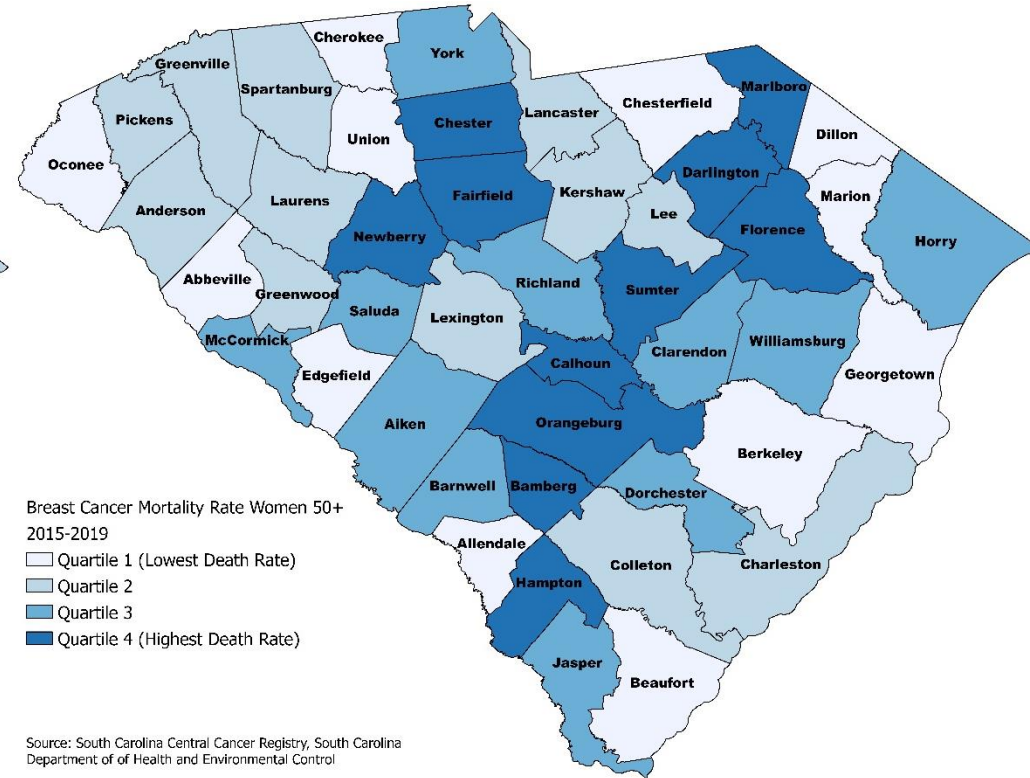 Cherokee
York
Greenville
Spartanburg
Pickens
Oconee
Union
Chester
Lancaster
Chesterfield
Marlboro
Dillon
Anderson
Laurens
Fairfield
Kershaw
Darlington
Marion
Lee
Newberry
Florence
Horry
Abbeville
Greenwood
Saluda
Richland
Sumter
Lexington
McCormick
Clarendon
Williamsburg
Edgefield
Calhoun
Georgetown
Aiken
Orangeburg
Berkeley
Barnwell
Bamberg
Dorchester
Allendale
Colleton
Charleston
Hampton
Jasper
Beaufort
Breast Cancer Mortality Rate Women 50+
2015-2019
Quartile 1 (Lowest Death Rate)
Quartile 2
Quartile 3
Quartile 4 (Highest Death Rate)
Source: South Carolina Central Cancer Registry, South Carolina
Department of of Health and Environmental Control